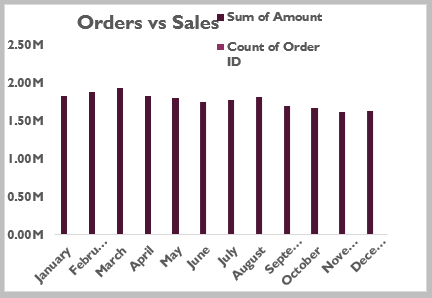 Orders vs Sales
Sum of Amount
Count of Order
ID
2.50M
2.00M
1.50M
1.00M
0.50M
0.00M
January
Febru...
March
April
May
June
July
August
Septe...
October
Nove...
Dece...